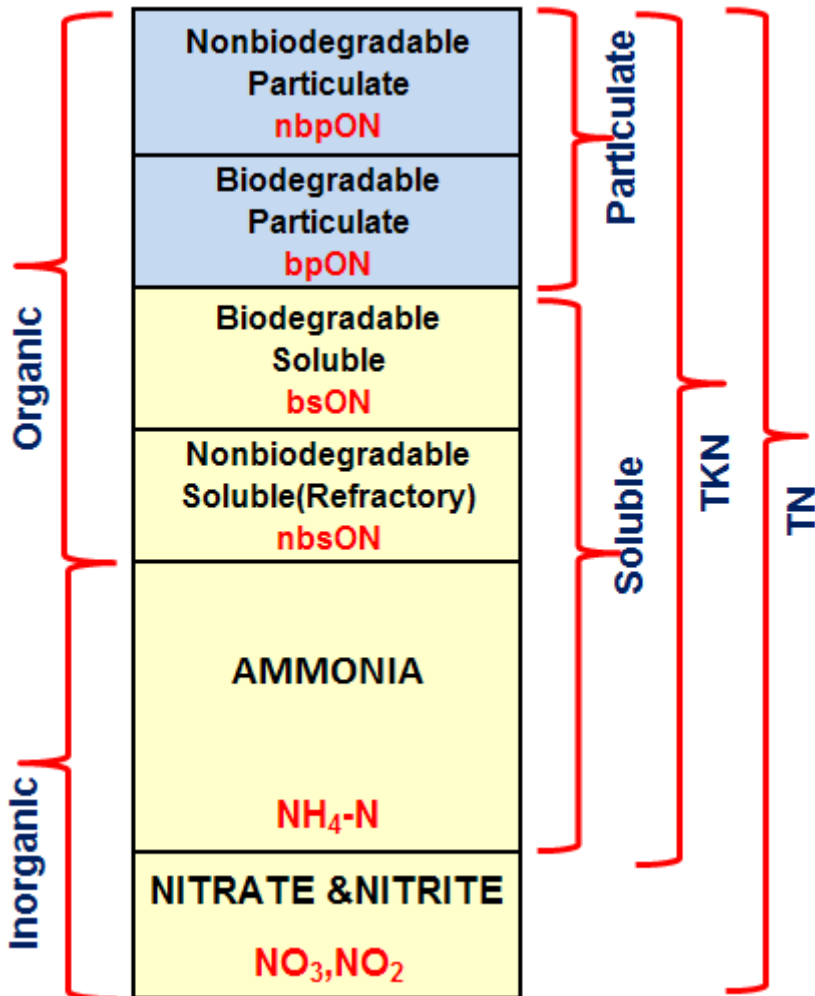 Nonbiodegradable
Particulate
nbpON
Biodegradable
Particulate
bpON
Biodegradable
Soluble
bsON
Nonbiodegradable
Soluble(Refractory)
nbsON
AMMONIA
NH₄-N
NITRATE &NITRITE
NO₃,NO₂
Organic
Inorganic
Particulate
Soluble
TKN
TN